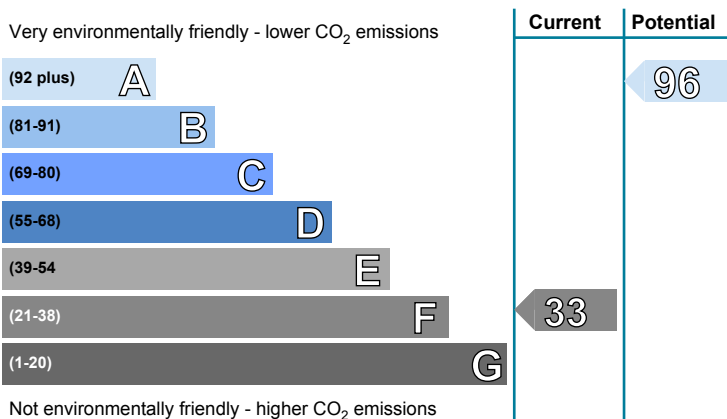 Current Potential
Very environmentally friendly - lower CO2 emissions
(92 plus) A 96
(81-91) B
(69-80) C
(55-68) D
(39-54 E
(21-38) F 33
(1-20) G
Not environmentally friendly - higher CO2 emissions